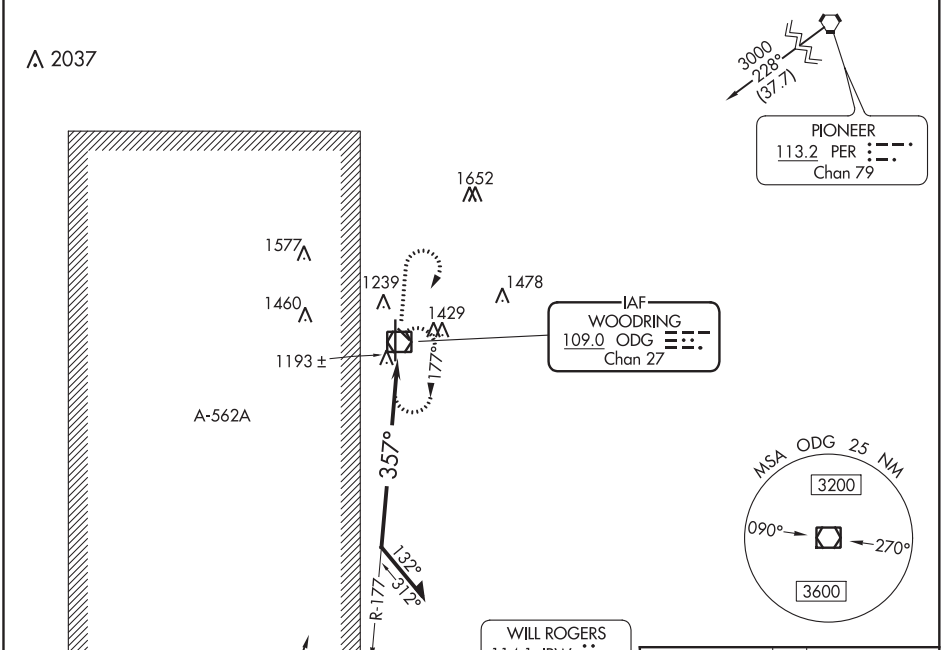 2037
3000
228°
(37.7)
PIONEER
113.2 PER
Chan 79
1652
1577
1239
1478
1460
1429
IAF
WOODRING
109.0 ODG
Chan 27
1193 ±
177°
A-562A
357°
MSA ODG 25 NM
3200
090°
270°
3600
132°
312°
R-177
WILL ROGERS